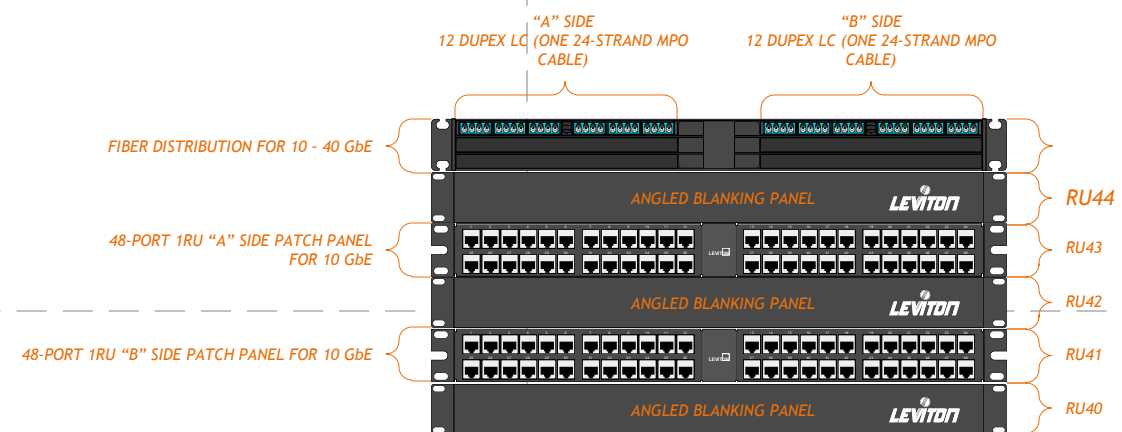 “A” SIDE
12 DUPEX LC (ONE 24-STRAND MPO
CABLE)
“B” SIDE
12 DUPEX LC (ONE 24-STRAND MPO
CABLE)
FIBER DISTRIBUTION FOR 10 – 40 GbE
ANGLED BLANKING PANEL
LEVITON
RU44
48-PORT 1RU “A” SIDE PATCH PANEL
FOR 10 GbE
LEVITON
RU43
ANGLED BLANKING PANEL
LEVITON
RU42
48-PORT 1RU “B” SIDE PATCH PANEL FOR 10 GbE
LEVITON
RU41
ANGLED BLANKING PANEL
LEVITON
RU40